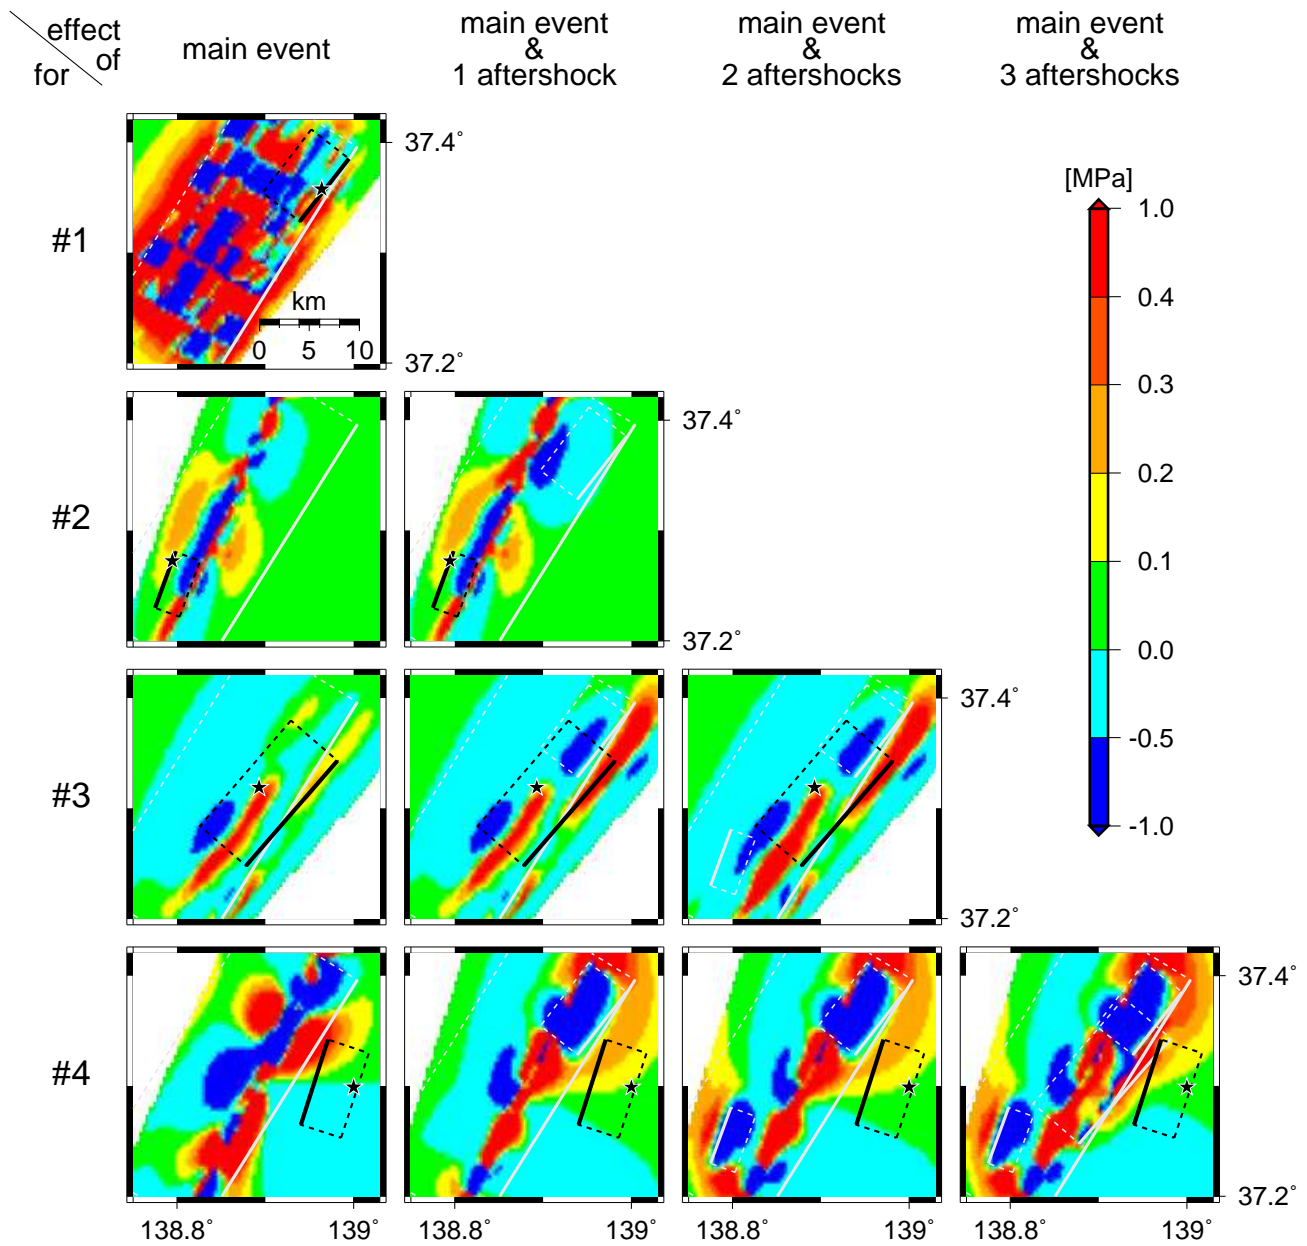 effect
of
for
main event
main event
&
1 aftershock
main event
&
2 aftershocks
main event
&
3 aftershocks
#1
37.4°
km
0 5 10
37.2°
[MPa]
1.0
0.4
0.3
0.2
0.1
0.0
-0.5
-1.0
#2
37.4°
37.2°
#3
37.4°
37.2°
#4
37.4°
37.2°
138.8° 139° 138.8° 139° 138.8° 139° 138.8° 139°